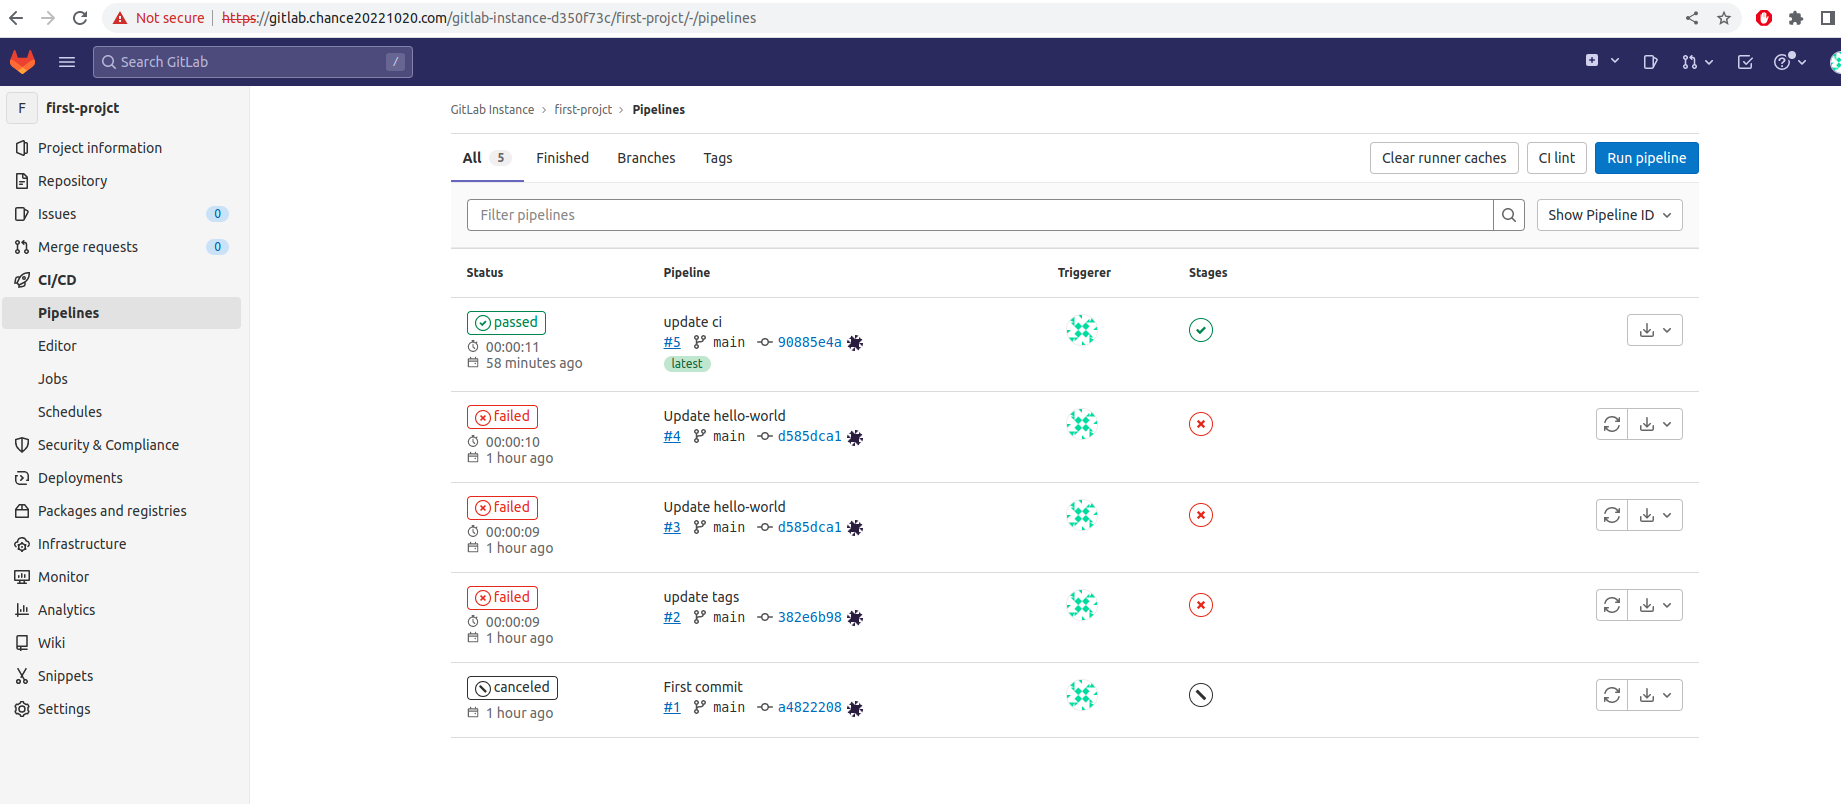 Not secure https://gitlab.chance20221020.com/gitlab-instance-d350f73c/first-projct/-/pipelines
Search GitLab /
F first-projct
Project information
Repository
Issues 0
Merge requests 0
CI/CD
Pipelines
Editor
Jobs
Schedules
Security & Compliance
Deployments
Packages and registries
Infrastructure
Monitor
Analytics
Wiki
Snippets
Settings
GitLab Instance › first-projct › Pipelines
All 5 Finished Branches Tags Clear runner caches CI lint Run pipeline
Filter pipelines Show Pipeline ID
Status Pipeline Triggerer Stages
passed update ci
00:00:11 #5 main 90885e4a
58 minutes ago latest
failed Update hello-world
00:00:10 #4 main d585dca1
1 hour ago
failed Update hello-world
00:00:09 #3 main d585dca1
1 hour ago
failed update tags
00:00:09 #2 main 382e6b98
1 hour ago
canceled First commit
1 hour ago #1 main a4822208